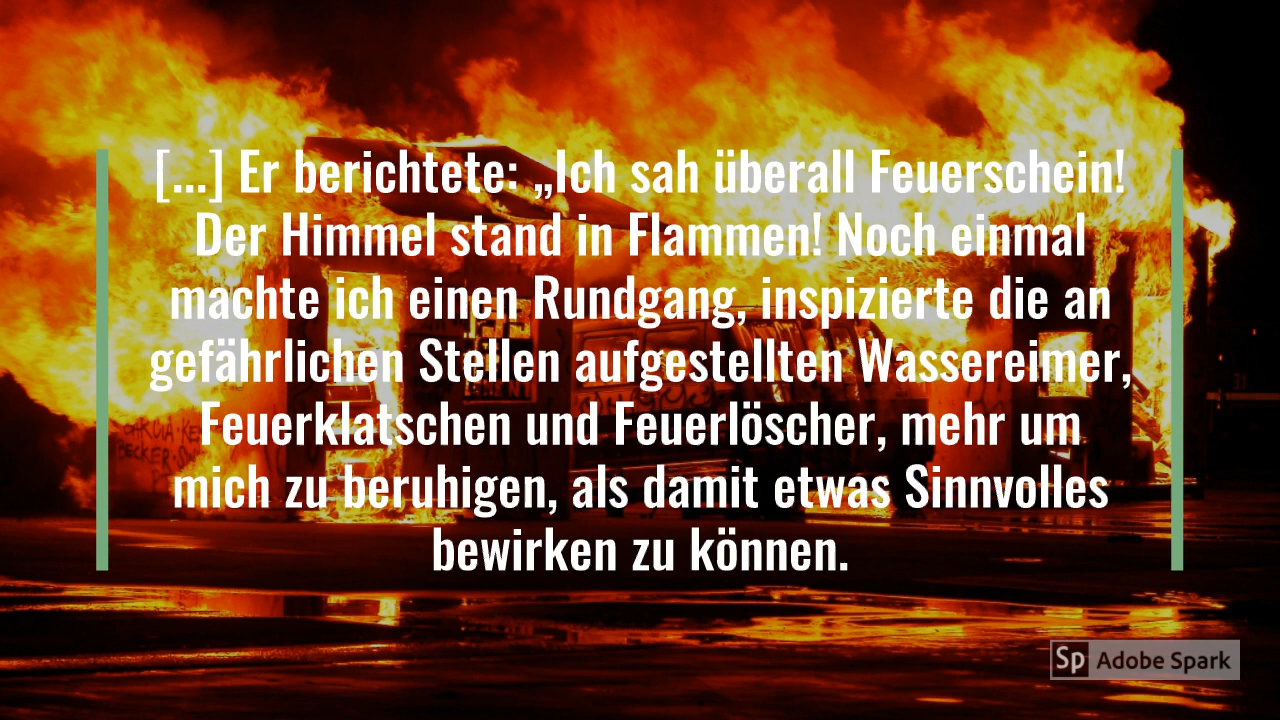 [...] Er berichtete: „Ich sah überall Feuerschein!
Der Himmel stand in Flammen! Noch einmal
machte ich einen Rundgang, inspizierte die an
gefährlichen Stellen aufgestellten Wassereimer,
Feuerklatschen und Feuerlöscher, mehr um
mich zu beruhigen, als damit etwas Sinnvolles
bewirken zu können.
Sp Adobe Spark